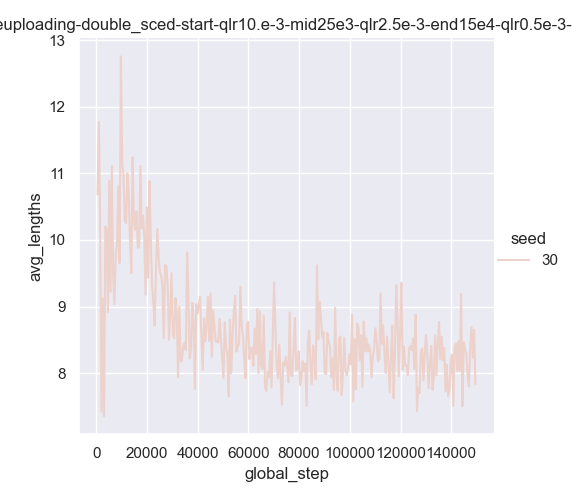 euploading-double_sced-start-qlr10.e-3-mid25e3-qlr2.5e-3-end15e4-qlr0.5e-3-
13
12
11
10
9
8
avg_lengths
seed
30
0 20000 40000 60000 80000 100000 120000 140000
global_step